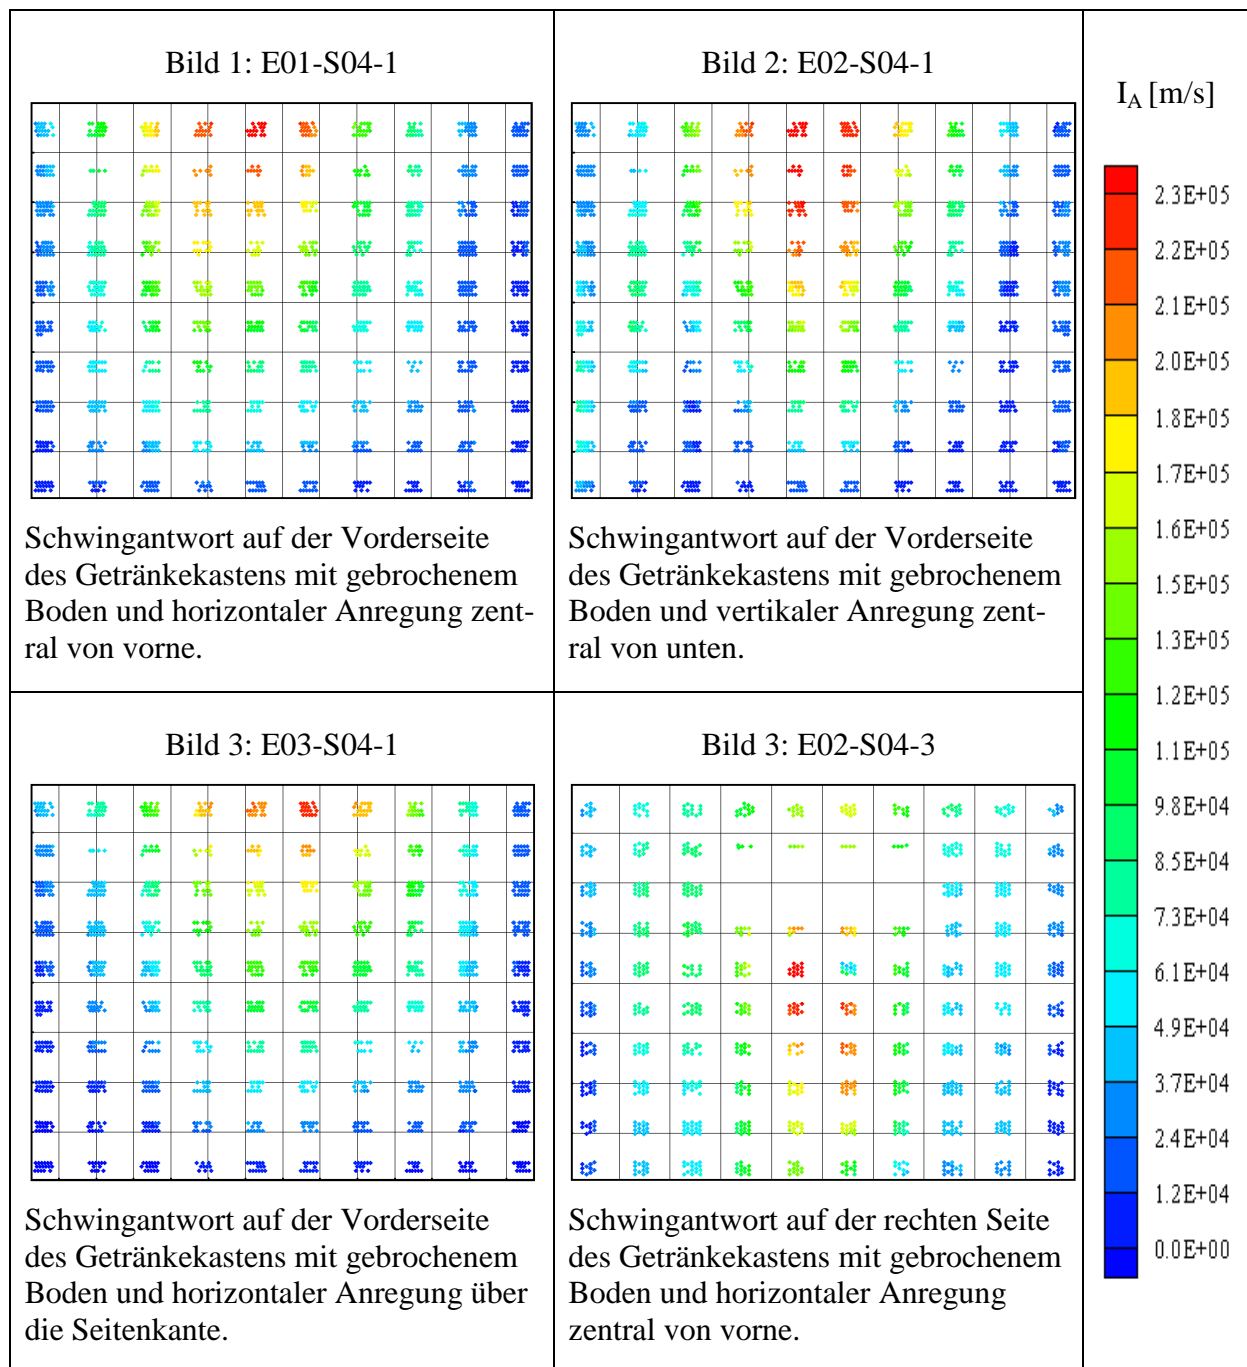 Bild 1: E01-S04-1
Schwingantwort auf der Vorderseite
des Getränkekastens mit gebrochenem
Boden und horizontaler Anregung zent-
ral von vorne.
Bild 2: E02-S04-1
Schwingantwort auf der Vorderseite
des Getränkekastens mit gebrochenem
Boden und vertikaler Anregung zent-
ral von unten.
Bild 3: E03-S04-1
Schwingantwort auf der Vorderseite
des Getränkekastens mit gebrochenem
Boden und horizontaler Anregung über
die Seitenkante.
Bild 3: E02-S04-3
Schwingantwort auf der rechten Seite
des Getränkekastens mit gebrochenem
Boden und horizontaler Anregung
zentral von vorne.
I_A [m/s]
2.3E+05
2.2E+05
2.1E+05
2.0E+05
1.8E+05
1.7E+05
1.6E+05
1.5E+05
1.3E+05
1.2E+05
1.1E+05
9.8E+04
8.5E+04
7.3E+04
6.1E+04
4.9E+04
3.7E+04
2.4E+04
1.2E+04
0.0E+00